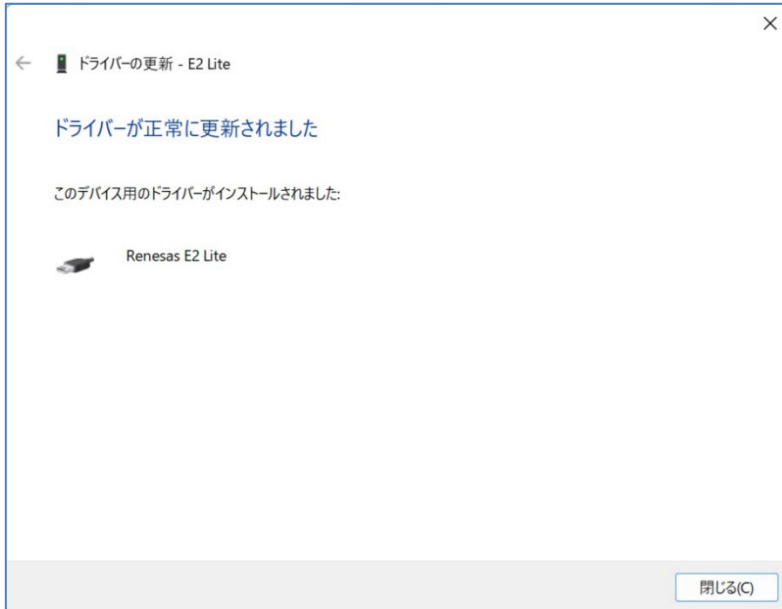 ドライバーの更新 - E2 Lite
ドライバーが正常に更新されました
このデバイス用のドライバーがインストールされました:
Renesas E2 Lite
閉じる(C)